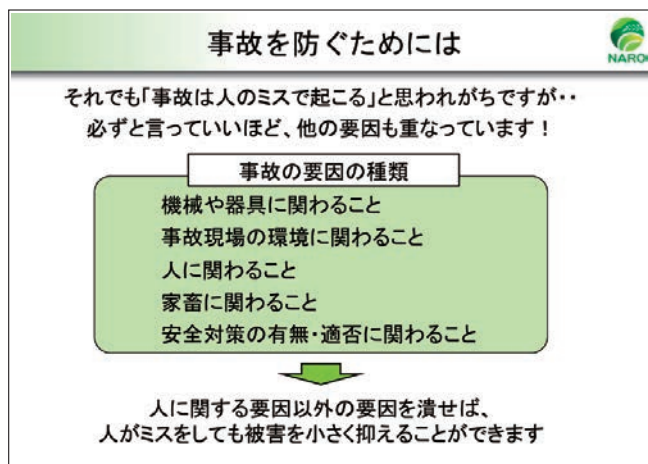 事故を防ぐためには
NARO
それでも「事故は人のミスで起こる」と思われがちですが・・
必ずと言っていいほど、他の要因も重なっています！
事故の要因の種類
機械や器具に関わること
事故現場の環境に関わること
人に関わること
家畜に関わること
安全対策の有無・適否に関わること
人に関する要因以外の要因を潰せば、
人がミスをしても被害を小さく抑えることができます